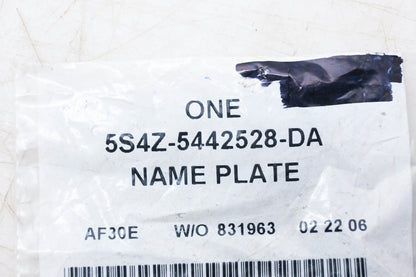 ONE
5S4Z-5442528-DA
NAME PLATE
AF30E W/O 831963 02 22 06